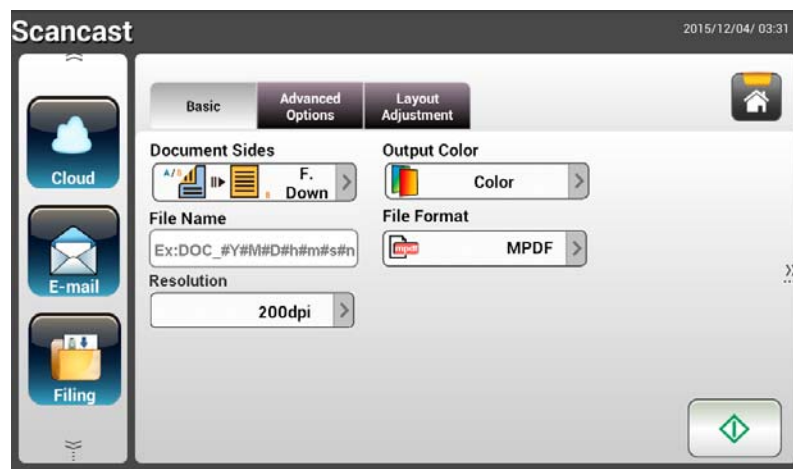 Scancast
2015/12/04/ 03:31
Cloud
E-mail
Filing
Basic
Advanced
Options
Layout
Adjustment
Document Sides
F.
Down
Output Color
Color
File Name
Ex:DOC_#Y#M#D#h#m#s#n
File Format
mpdf
MPDF
Resolution
200dpi